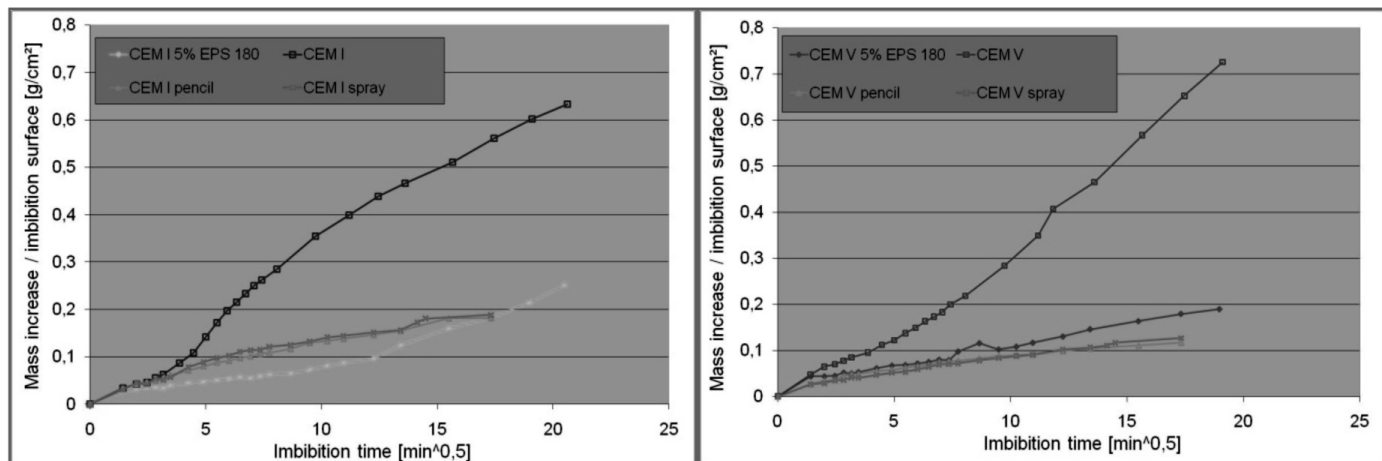 Mass increase / imbibition surface [g/cm²]
0,8
0,7
0,6
0,5
0,4
0,3
0,2
0,1
0
CEM I 5% EPS 180
CEM I
CEM I pencil
CEM I spray
0
5
10
15
20
25
Imbibition time [min^0,5]
Mass increase / imbibition surface [g/cm²]
0,8
0,7
0,6
0,5
0,4
0,3
0,2
0,1
0
CEM V 5% EPS 180
CEM V
CEM V pencil
CEM V spray
0
5
10
15
20
25
Imbibition time [min^0,5]